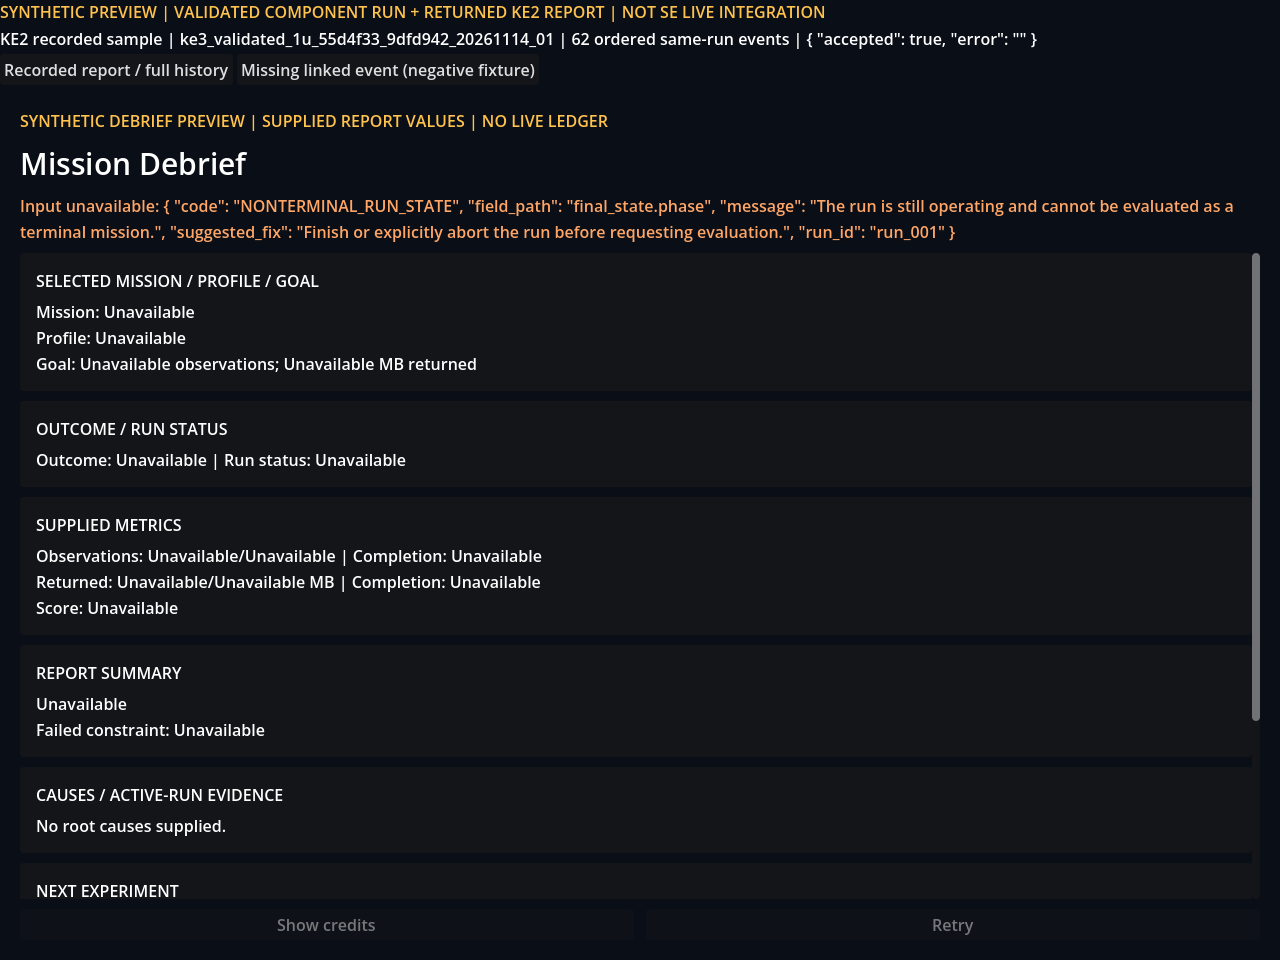 SYNTHETIC PREVIEW | VALIDATED COMPONENT RUN + RETURNED KE2 REPORT | NOT SE LIVE INTEGRATION
KE2 recorded sample | ke3_validated_1u_55d4f33_9dfd942_20261114_01 | 62 ordered same-run events | { "accepted": true, "error": "" }
Recorded report / full history Missing linked event (negative fixture)
SYNTHETIC DEBRIEF PREVIEW | SUPPLIED REPORT VALUES | NO LIVE LEDGER
Mission Debrief
Input unavailable: { "code": "NONTERMINAL_RUN_STATE", "field_path": "final_state.phase", "message": "The run is still operating and cannot be evaluated as a
terminal mission.", "suggested_fix": "Finish or explicitly abort the run before requesting evaluation.", "run_id": "run_001" }
SELECTED MISSION / PROFILE / GOAL
Mission: Unavailable
Profile: Unavailable
Goal: Unavailable observations; Unavailable MB returned
OUTCOME / RUN STATUS
Outcome: Unavailable | Run status: Unavailable
SUPPLIED METRICS
Observations: Unavailable/Unavailable | Completion: Unavailable
Returned: Unavailable/Unavailable MB | Completion: Unavailable
Score: Unavailable
REPORT SUMMARY
Unavailable
Failed constraint: Unavailable
CAUSES / ACTIVE-RUN EVIDENCE
No root causes supplied.
NEXT EXPERIMENT
Show credits Retry